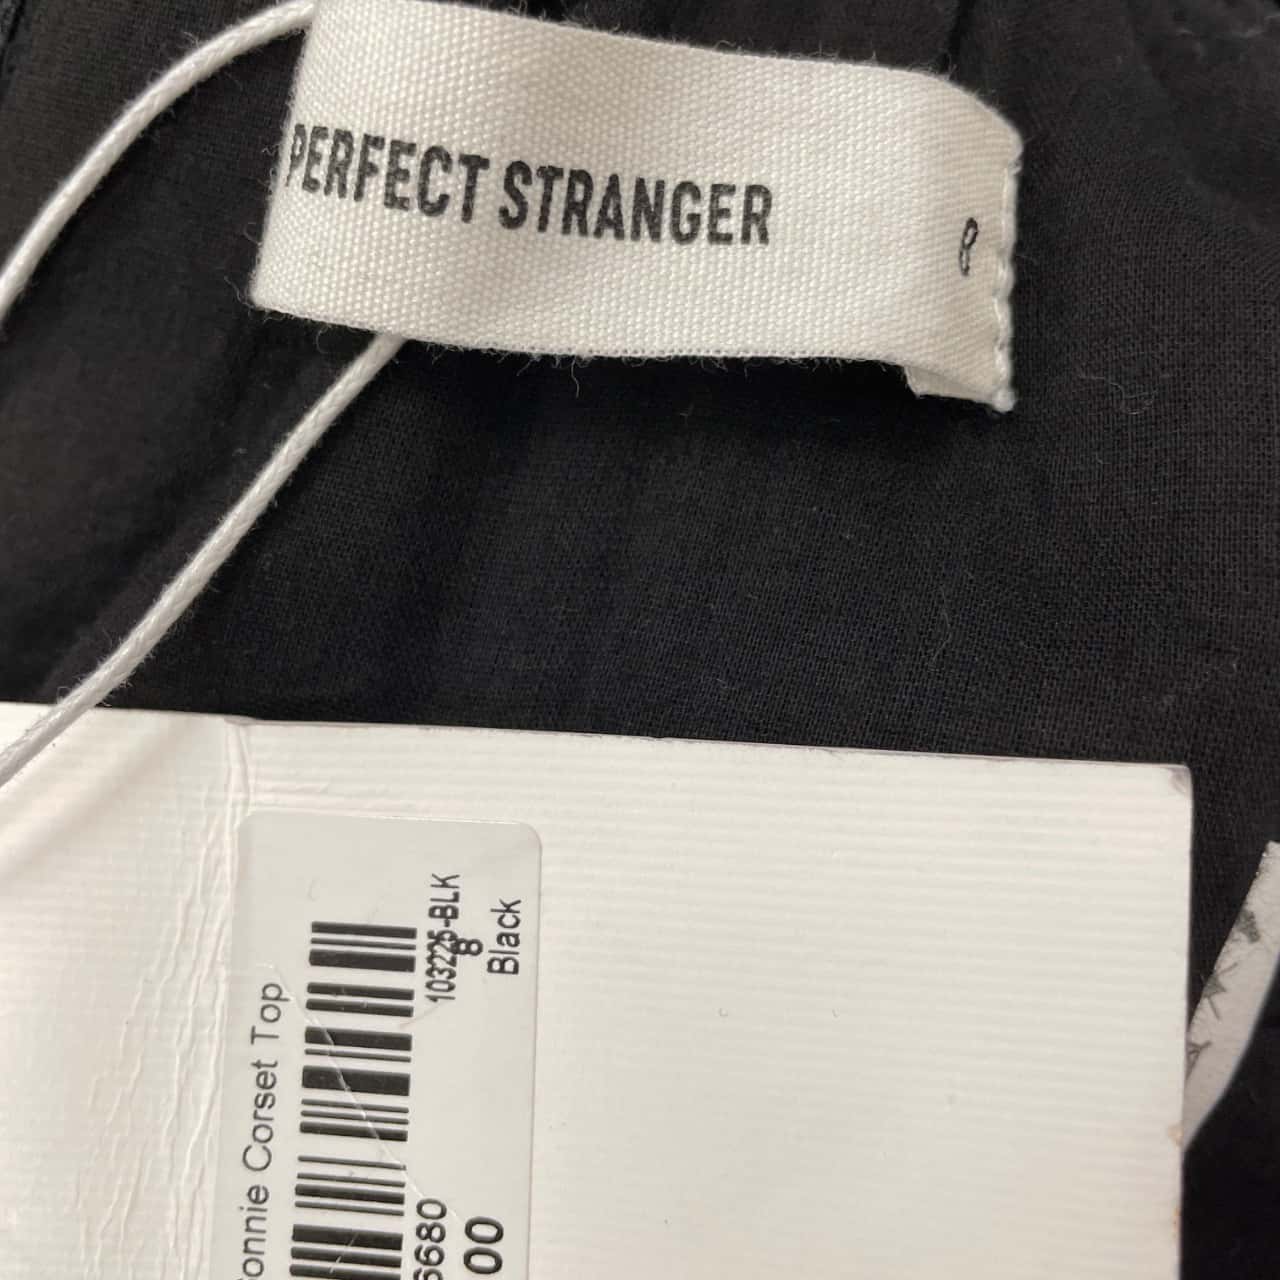 PERFECT STRANGER
8
onnie Corset Top
103225-BLK
8
Black
6680
00